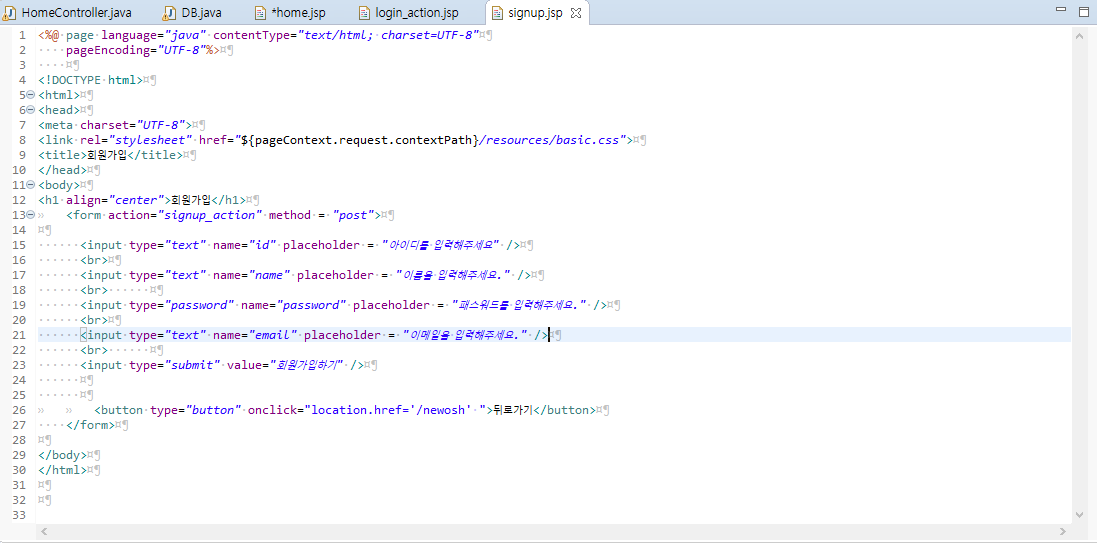 HomeController.java DB.java *home.jsp login_action.jsp signup.jsp
1 <%@ page language="java" contentType="text/html; charset=UTF-8"¤¶
2 ····pageEncoding="UTF-8"%>¤¶
3 ····¤¶
4 <!DOCTYPE·html>¤¶
5 <html>¤¶
6 <head>¤¶
7 <meta charset="UTF-8">¤¶
8 <link·rel="stylesheet"·href="${pageContext.request.contextPath}/resources/basic.css">¤¶
9 <title>회원가입</title>¤¶
10 </head>¤¶
11 <body>¤¶
12 <h1·align="center">회원가입</h1>¤¶
13 » <form·action="signup_action"·method·=·"post">¤¶
14 ¤¶
15 ······<input·type="text"·name="id"·placeholder·=·"아이디를·입력해주세요"·/>¤¶
16 ······<br>¤¶
17 ······<input·type="text"·name="name"·placeholder·=·"이름을·입력해주세요."·/>¤¶
18 ······<br>······¤¶
19 ······<input·type="password"·name="password"·placeholder·=·"패스워드를·입력해주세요."·/>¤¶
20 ······<br>¤¶
21 ······<input·type="text"·name="email"·placeholder·=·"이메일을·입력해주세요."·/>¤¶
22 ······<br>······¤¶
23 ······<input·type="submit"·value="회원가입하기"·/>¤¶
24 ······¤¶
25 ······¤¶
26 » » <button·type="button"·onclick="location.href='/newosh'·">뒤로가기</button>¤¶
27 ····</form>¤¶
28 ¤¶
29 </body>¤¶
30 </html>¤¶
31 ¤¶
32 ¤¶
33